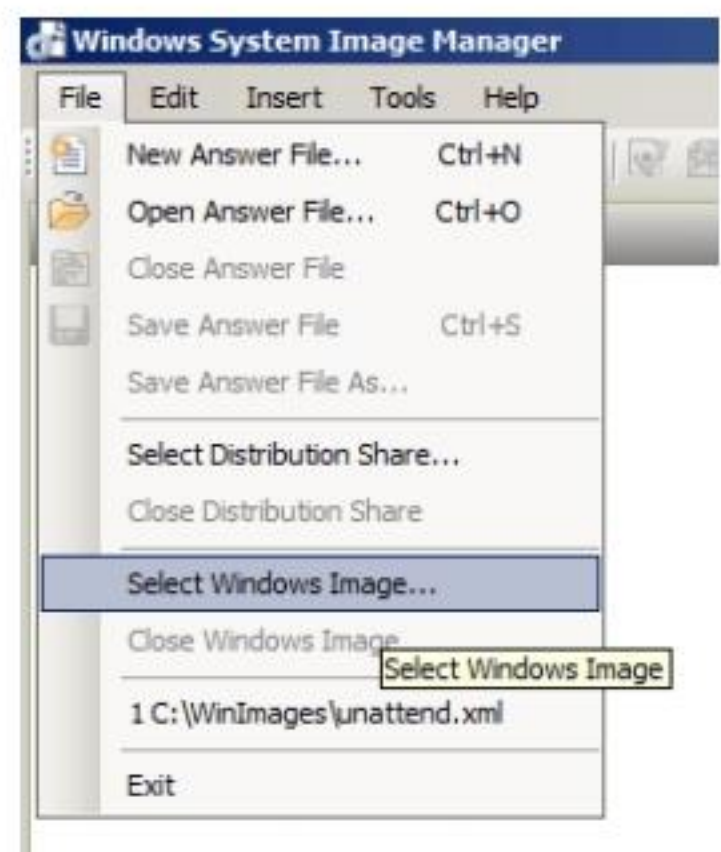 Windows System Image Manager
File Edit Insert Tools Help
New Answer File... Ctrl+N
Open Answer File... Ctrl+O
Close Answer File
Save Answer File Ctrl+S
Save Answer File As...
Select Distribution Share...
Close Distribution Share
Select Windows Image...
Close Windows Image
Select Windows Image
1 C:\WinImages\unattend.xml
Exit